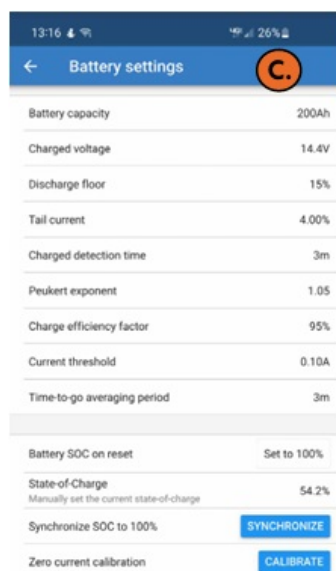 13:16 26%
← Battery settings C.
Battery capacity 200Ah
Charged voltage 14.4V
Discharge floor 15%
Tail current 4.00%
Charged detection time 3m
Peukert exponent 1.05
Charge efficiency factor 95%
Current threshold 0.10A
Time-to-go averaging period 3m
Battery SOC on reset Set to 100%
State-of-Charge 54.2%
Manually set the current state-of-charge
Synchronize SOC to 100% SYNCHRONIZE
Zero current calibration CALIBRATE